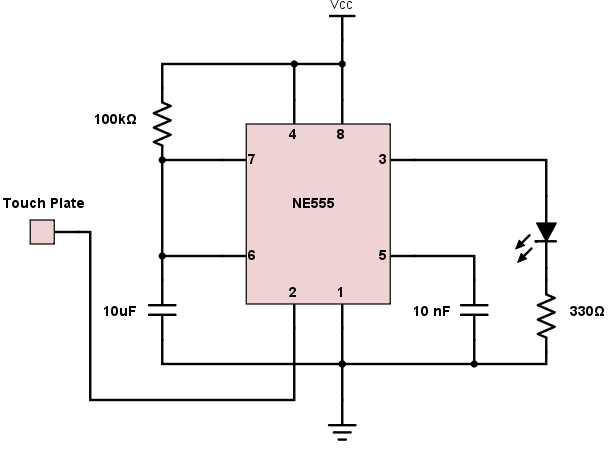 Vcc
100kΩ
4
8
7
3
Touch Plate
NE555
6
5
10uF
2
1
10 nF
330Ω